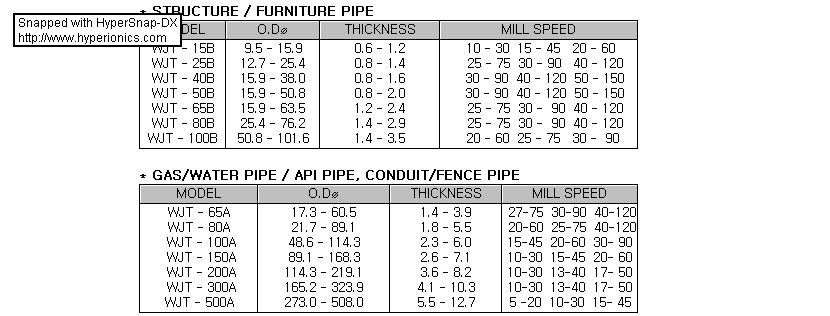 * STRUCTURE / FURNITURE PIPE
Snapped with HyperSnap-DX
http://www.hyperionics.com
DEL O.Dø THICKNESS MILL SPEED
WJT - 15B 9.5 - 15.9 0.6 - 1.2 10 - 30 15 - 45 20 - 60
WJT - 25B 12.7 - 25.4 0.8 - 1.4 25 - 75 30 - 90 40 - 120
WJT - 40B 15.9 - 38.0 0.8 - 1.6 30 - 90 40 - 120 50 - 150
WJT - 50B 15.9 - 50.8 0.8 - 2.0 30 - 90 40 - 120 50 - 150
WJT - 65B 15.9 - 63.5 1.2 - 2.4 25 - 75 30 - 90 40 - 120
WJT - 80B 25.4 - 76.2 1.4 - 2.9 25 - 75 30 - 90 40 - 120
WJT - 100B 50.8 - 101.6 1.4 - 3.5 20 - 60 25 - 75 30 - 90
* GAS/WATER PIPE / API PIPE, CONDUIT/FENCE PIPE
MODEL O.Dø THICKNESS MILL SPEED
WJT - 65A 17.3 - 60.5 1.4 - 3.9 27-75 30-90 40-120
WJT - 80A 21.7 - 89.1 1.8 - 5.5 20-60 25-75 40-120
WJT - 100A 48.6 - 114.3 2.3 - 6.0 15-45 20-60 30- 90
WJT - 150A 89.1 - 168.3 2.6 - 7.1 10-30 15-45 20- 60
WJT - 200A 114.3 - 219.1 3.6 - 8.2 10-30 13-40 17- 50
WJT - 300A 165.2 - 323.9 4.1 - 10.3 10-30 13-40 17- 50
WJT - 500A 273.0 - 508.0 5.5 - 12.7 5 -20 10-30 15- 45